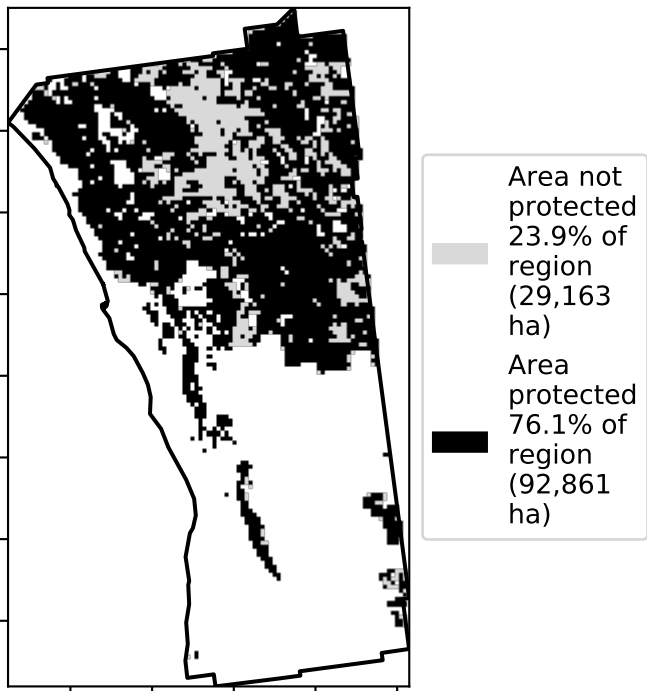 Area not
protected
23.9% of
region
(29,163
ha)
Area
protected
76.1% of
region
(92,861
ha)